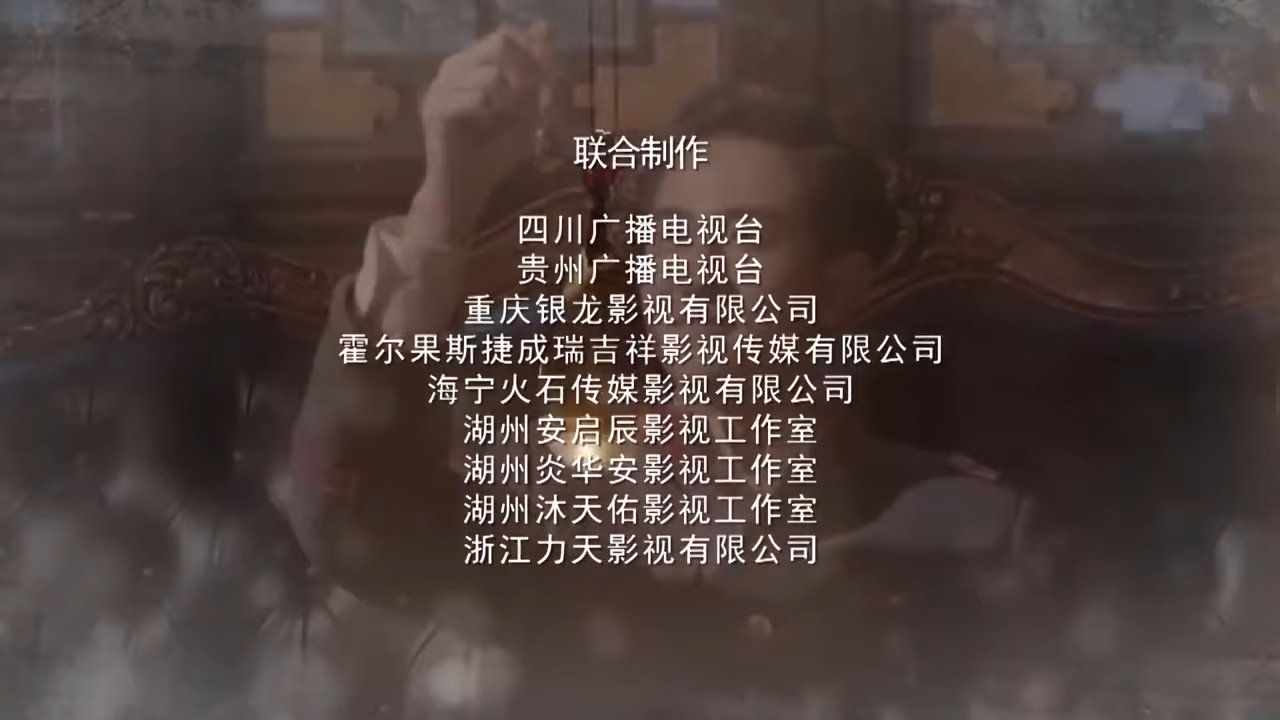 联合制作
四川广播电视台
贵州广播电视台
重庆银龙影视有限公司
霍尔果斯捷成瑞吉祥影视传媒有限公司
海宁火石传媒影视有限公司
湖州安启辰影视工作室
湖州炎华安影视工作室
湖州沐天佑影视工作室
浙江力天影视有限公司